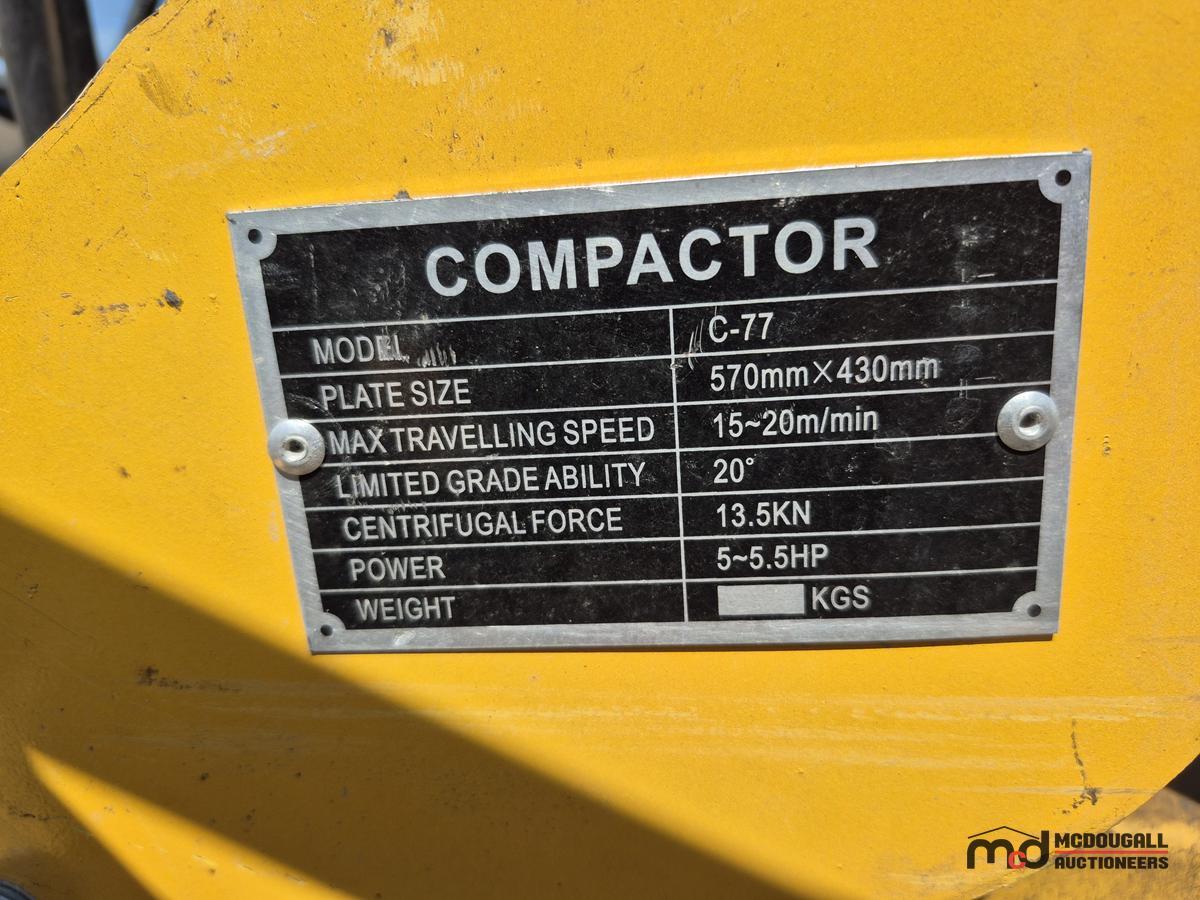 COMPACTOR
MODEL C-77
PLATE SIZE 570mm×430mm
MAX TRAVELLING SPEED 15~20m/min
LIMITED GRADE ABILITY 20°
CENTRIFUGAL FORCE 13.5KN
POWER 5~5.5HP
WEIGHT KGS
mcd MCDOUGALL
AUCTIONEERS